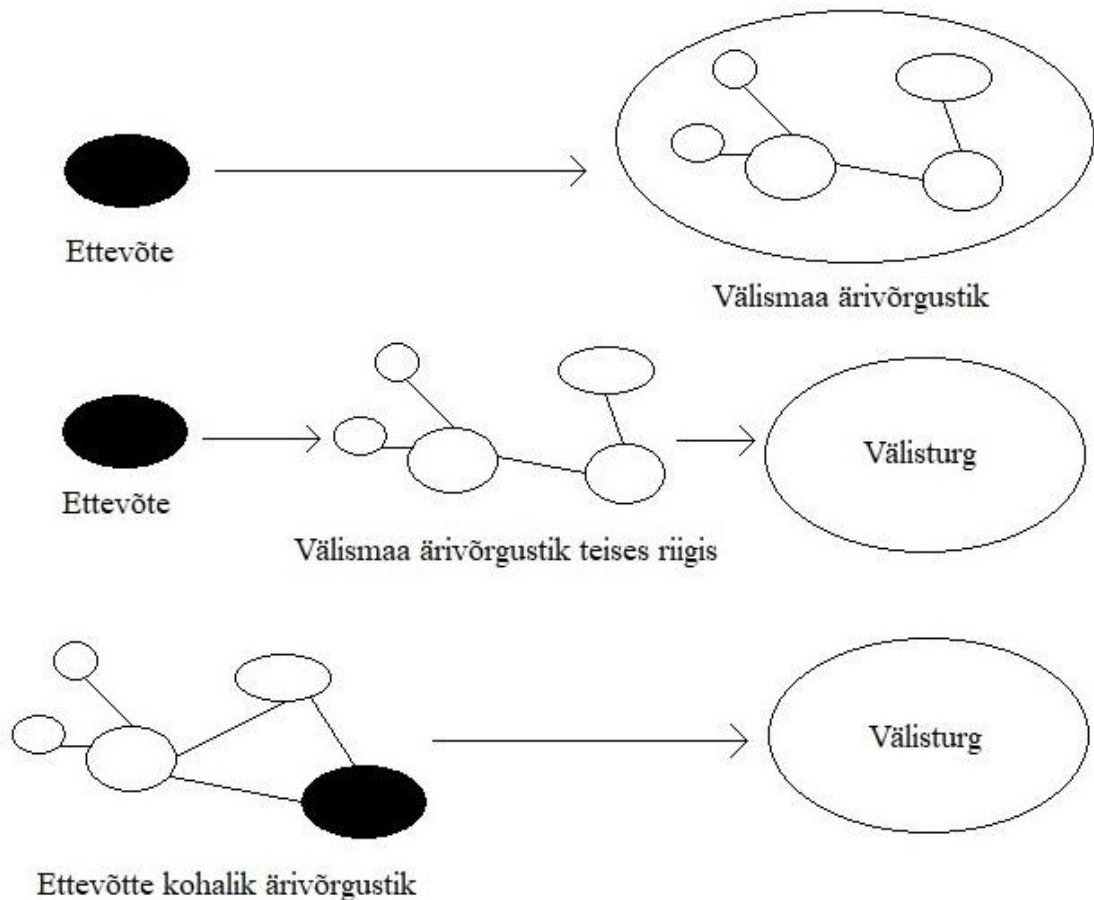 Ettevõte
Välismaa ärivõrgustik
Ettevõte
Välismaa ärivõrgustik teises riigis
Välisturg
Ettevõtte kohalik ärivõrgustik
Välisturg